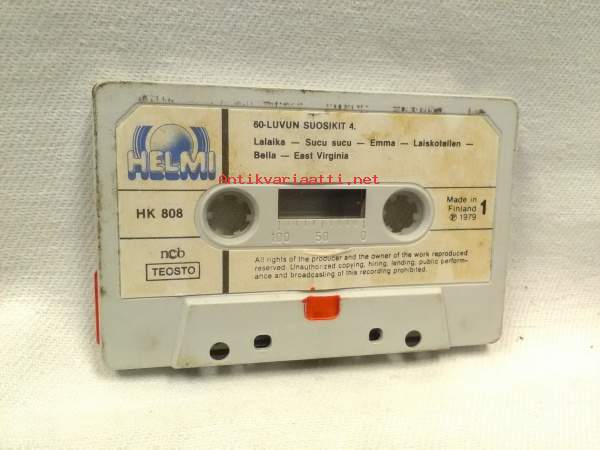 60-LUVUN SUOSIKIT 4.
Lalaika — Sucu sucu — Emma — Laiskotellen —
Bella — East Virginia
HELMI
antikvariaatti.net
HK 808
Made in
Finland
℗ 1979
1
100 50 0
ncb
TEOSTO
All rights of the producer and the owner of the work reproduced
reserved. Unauthorized copying, hiring, lending, public perform-
ance and broadcasting of this recording prohibited.